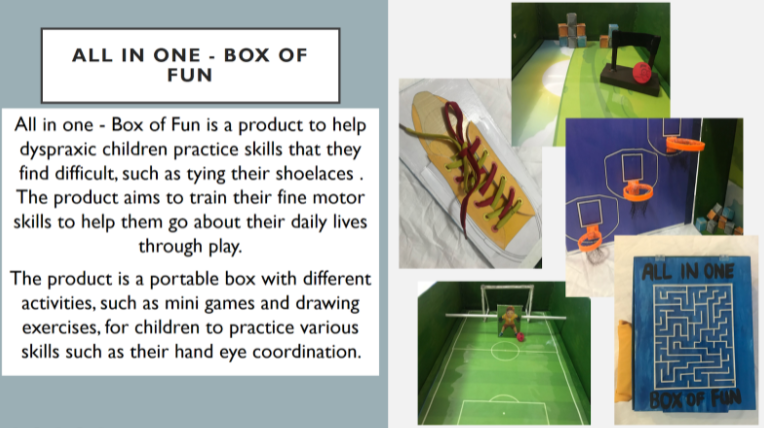 ALL IN ONE - BOX OF
FUN
All in one - Box of Fun is a product to help
dyspraxic children practice skills that they
find difficult, such as tying their shoelaces .
The product aims to train their fine motor
skills to help them go about their daily lives
through play.
The product is a portable box with different
activities, such as mini games and drawing
exercises, for children to practice various
skills such as their hand eye coordination.
ALL IN ONE
BOX OF FUN